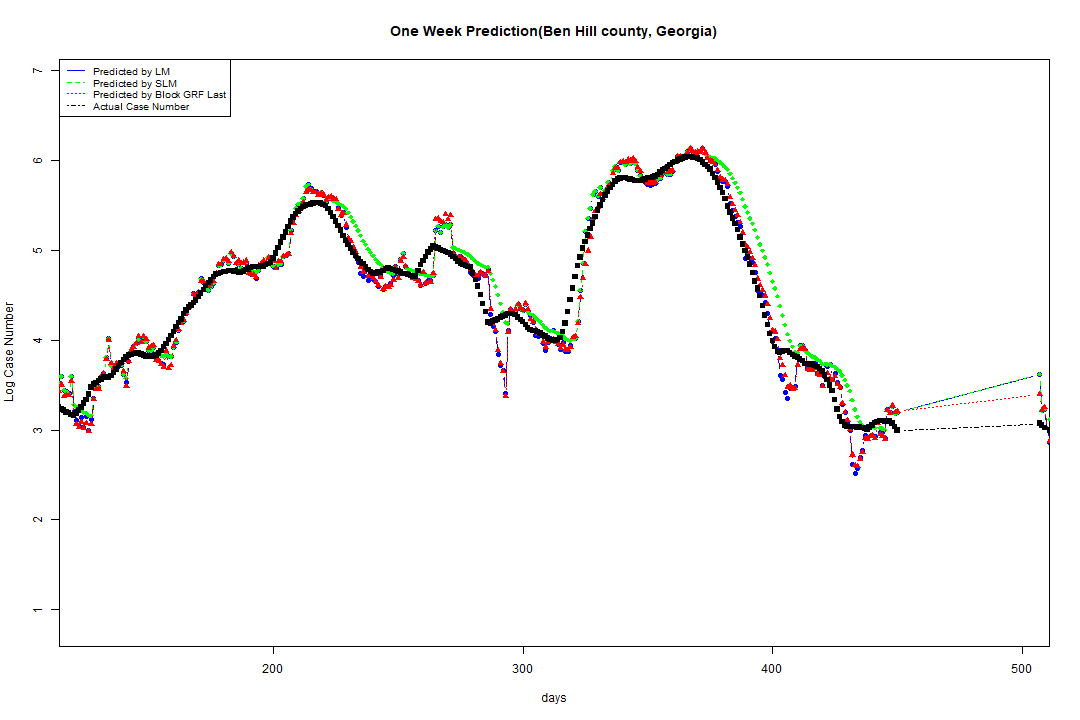 One Week Prediction(Ben Hill county, Georgia)
Predicted by LM
Predicted by SLM
Predicted by Block GRF Last
Actual Case Number
7
6
5
4
3
2
1
Log Case Number
200 300 400 500
days